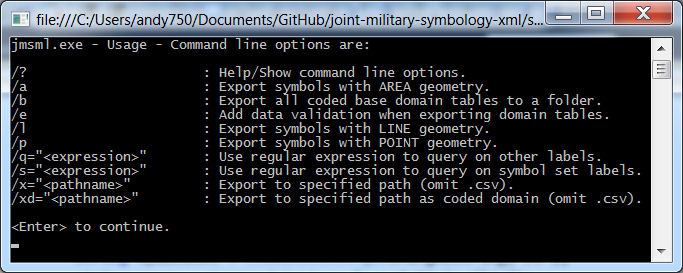 file:///C:/Users/andy750/Documents/GitHub/joint-military-symbology-xml/s...
jmsml.exe - Usage - Command line options are:
/? : Help/Show command line options.
/a : Export symbols with AREA geometry.
/b : Export all coded base domain tables to a folder.
/e : Add data validation when exporting domain tables.
/l : Export symbols with LINE geometry.
/p : Export symbols with POINT geometry.
/q="<expression>" : Use regular expression to query on other labels.
/s="<expression>" : Use regular expression to query on symbol set labels.
/x="<pathname>" : Export to specified path (omit .csv).
/xd="<pathname>" : Export to specified path as coded domain (omit .csv).
<Enter> to continue.